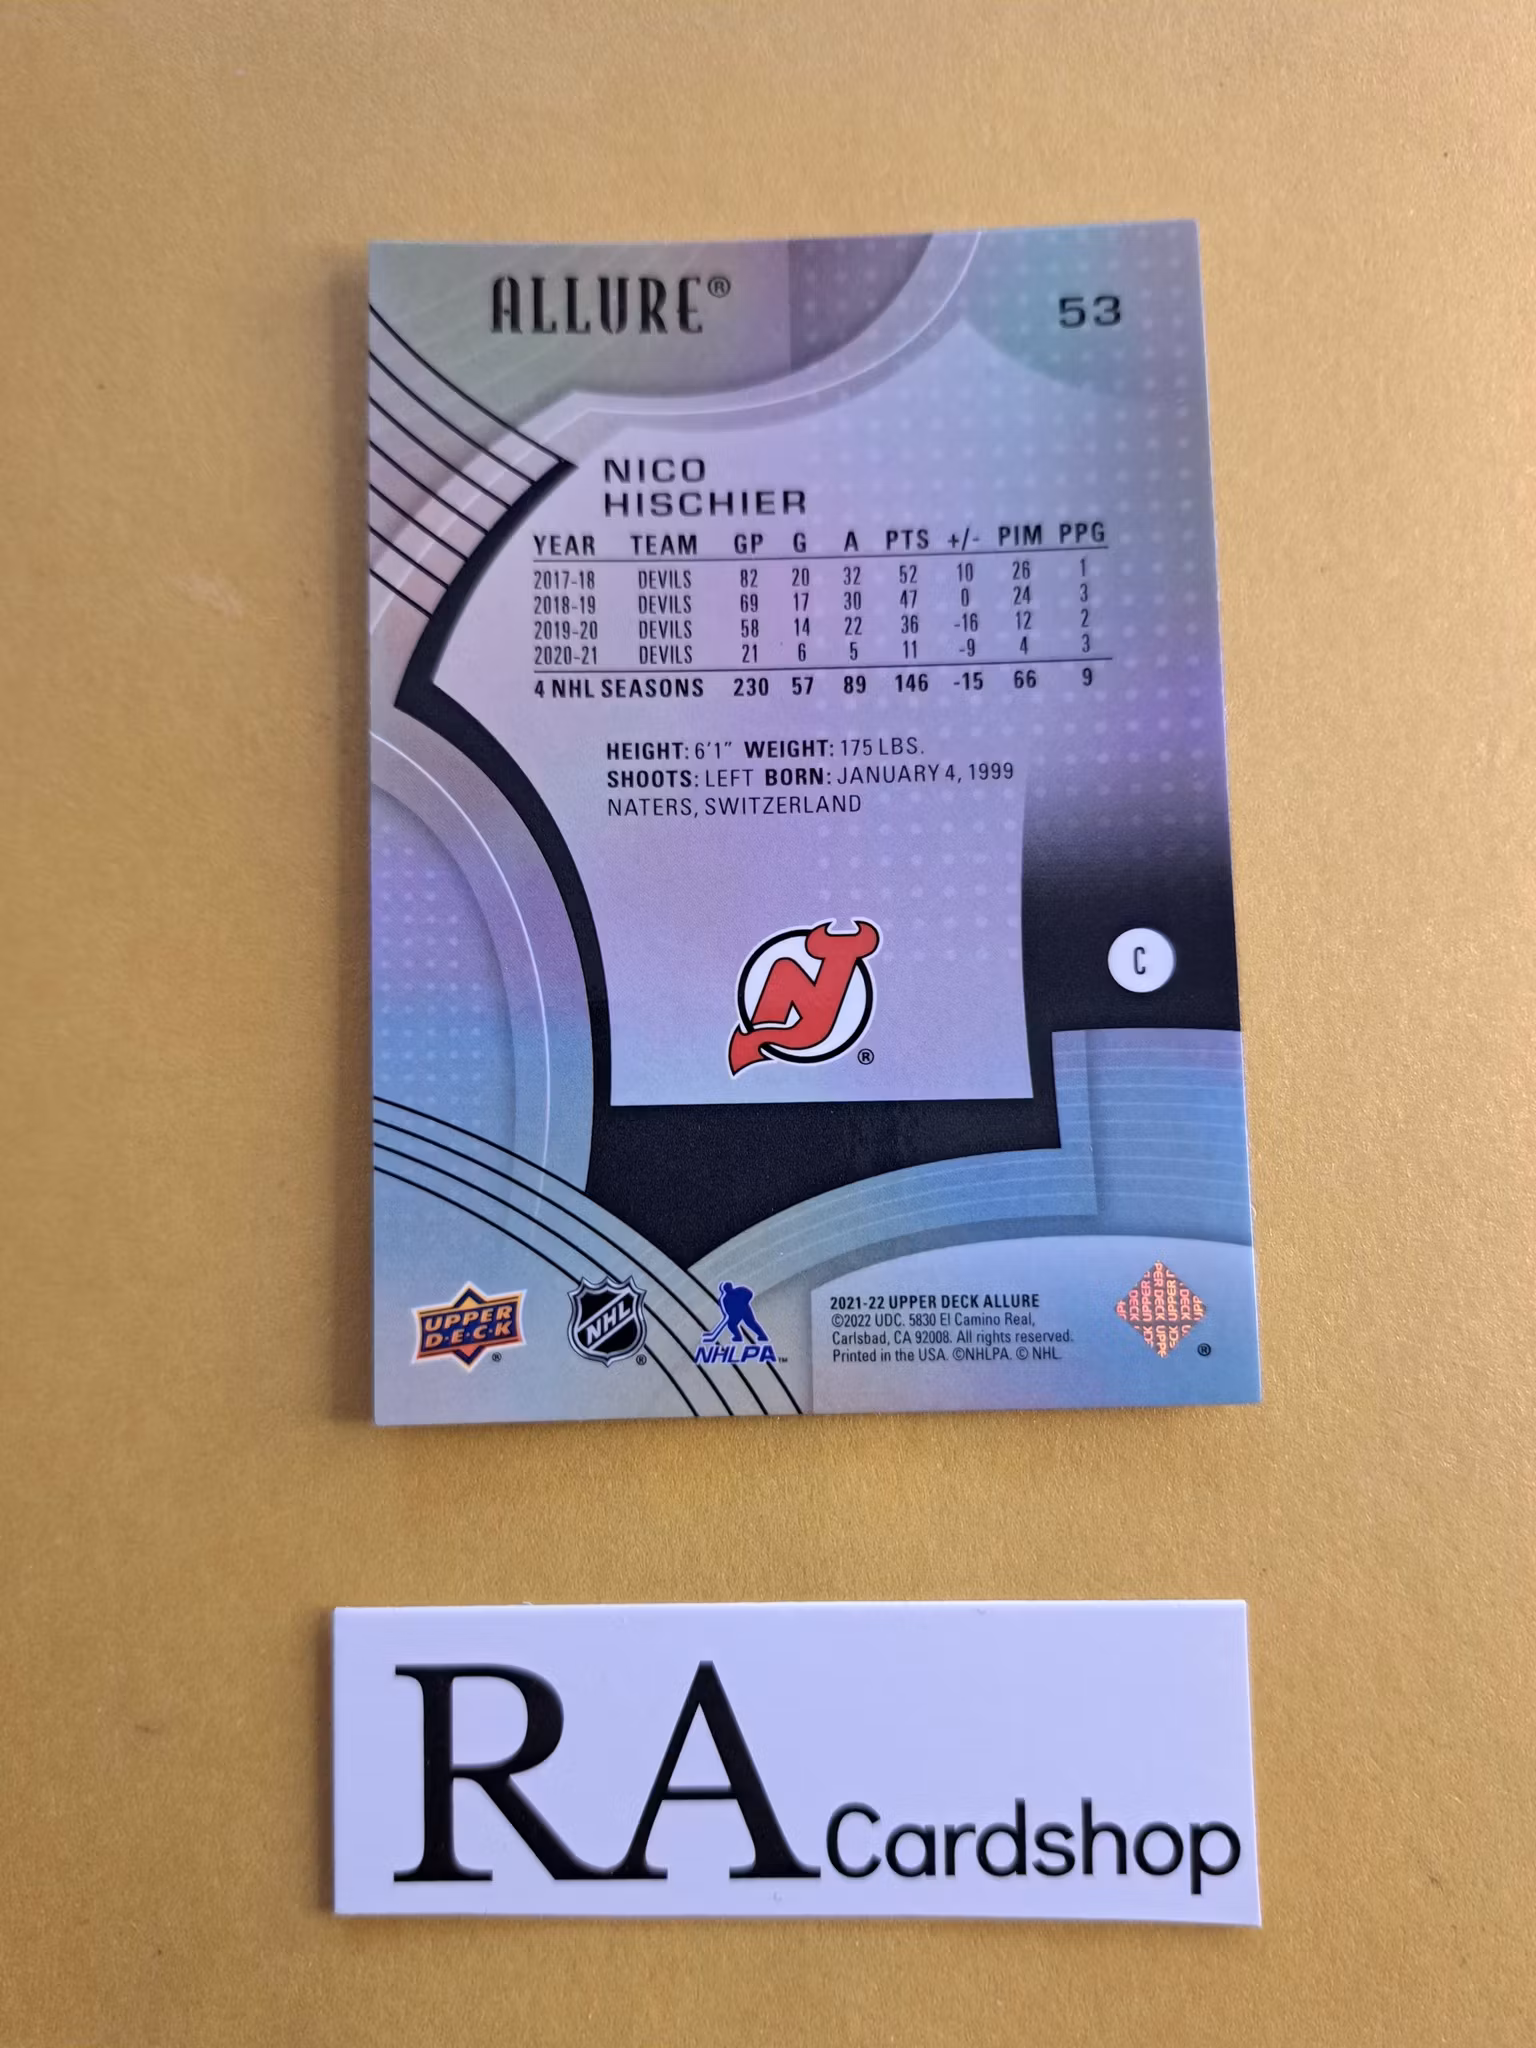 ALLURE®
53
NICO
HISCHIER
YEAR TEAM GP G A PTS +/- PIM PPG
2017-18 DEVILS 82 20 32 52 10 26 1
2018-19 DEVILS 69 17 30 47 0 24 3
2019-20 DEVILS 58 14 22 36 -16 12 2
2020-21 DEVILS 21 6 5 11 -9 4 3
4 NHL SEASONS 230 57 89 146 -15 66 9
HEIGHT: 6'1" WEIGHT: 175 LBS.
SHOOTS: LEFT BORN: JANUARY 4, 1999
NATERS, SWITZERLAND
C
NJ
®
UPPER
D·E·C·K
®
NHL
®
NHLPA™
2021-22 UPPER DECK ALLURE
©2022 UDC. 5830 El Camino Real,
Carlsbad, CA 92008. All rights reserved.
Printed in the USA. ©NHLPA. © NHL.
®
RA Cardshop